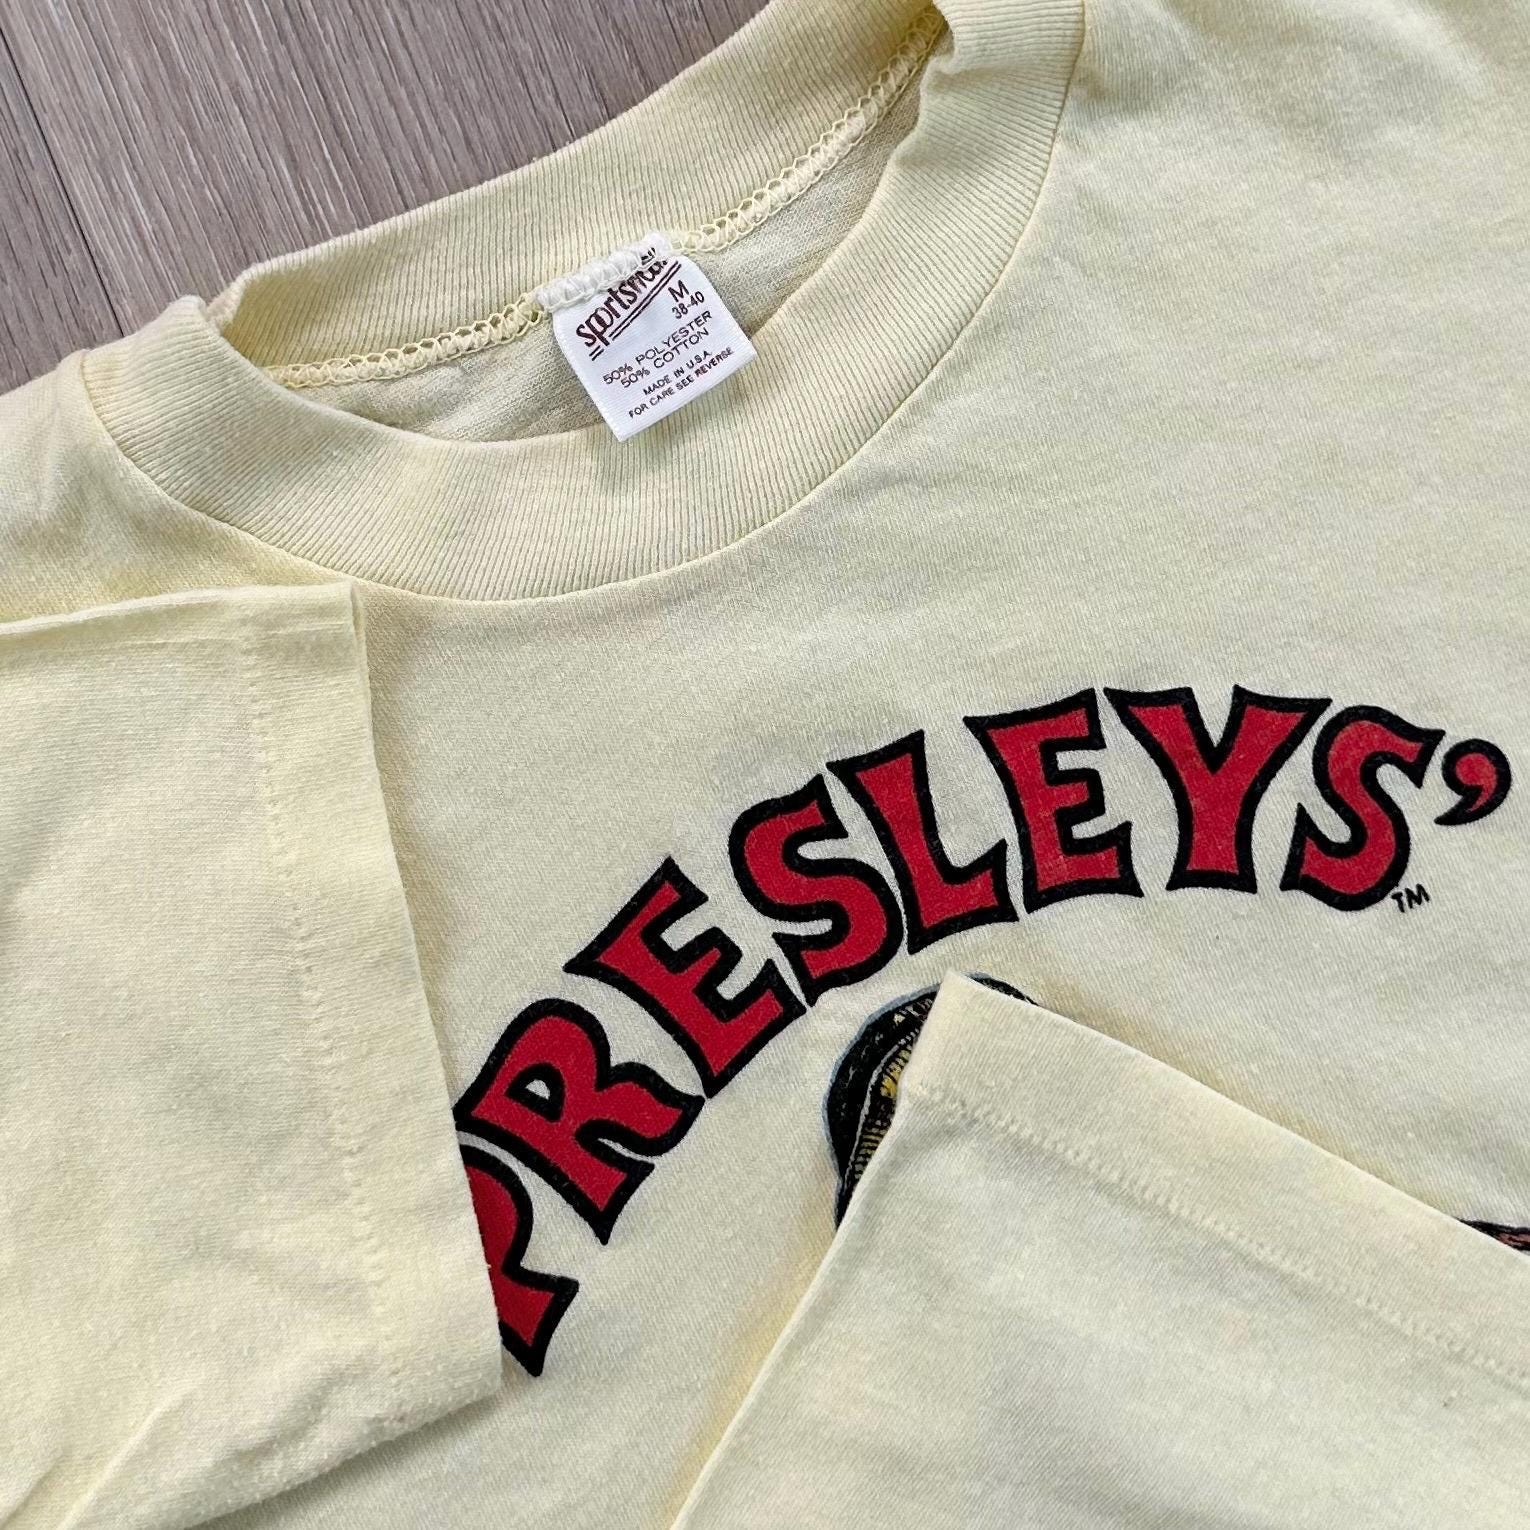 sportswear
M
38-40
50% POLYESTER
50% COTTON
MADE IN U.S.A.
FOR CARE SEE REVERSE
PRESLEYS'
TM